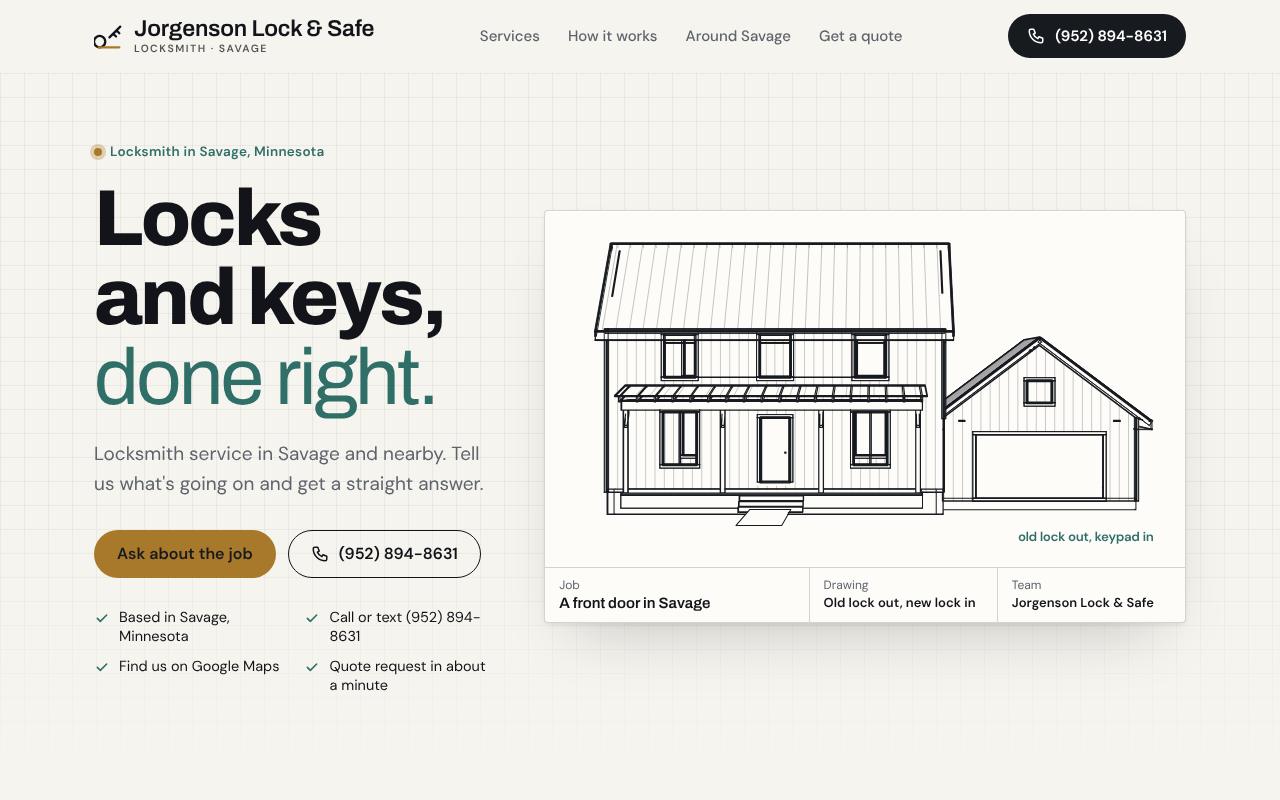 Jorgenson Lock & Safe
LOCKSMITH · SAVAGE
Services
How it works
Around Savage
Get a quote
(952) 894-8631
Locksmith in Savage, Minnesota
Locks
and keys,
done right.
Locksmith service in Savage and nearby. Tell
us what's going on and get a straight answer.
Ask about the job
(952) 894-8631
Based in Savage,
Minnesota
Call or text (952) 894-
8631
Find us on Google Maps
Quote request in about
a minute
old lock out, keypad in
Job
A front door in Savage
Drawing
Old lock out, new lock in
Team
Jorgenson Lock & Safe